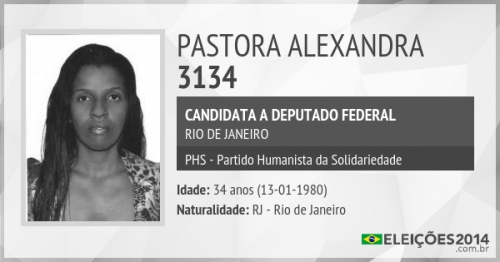 PASTORA ALEXANDRA
3134
CANDIDATA A DEPUTADO FEDERAL
RIO DE JANEIRO
PHS - Partido Humanista da Solidariedade
Idade: 34 anos (13-01-1980)
Naturalidade: RJ - Rio de Janeiro
ELEIÇÕES2014
.com.br